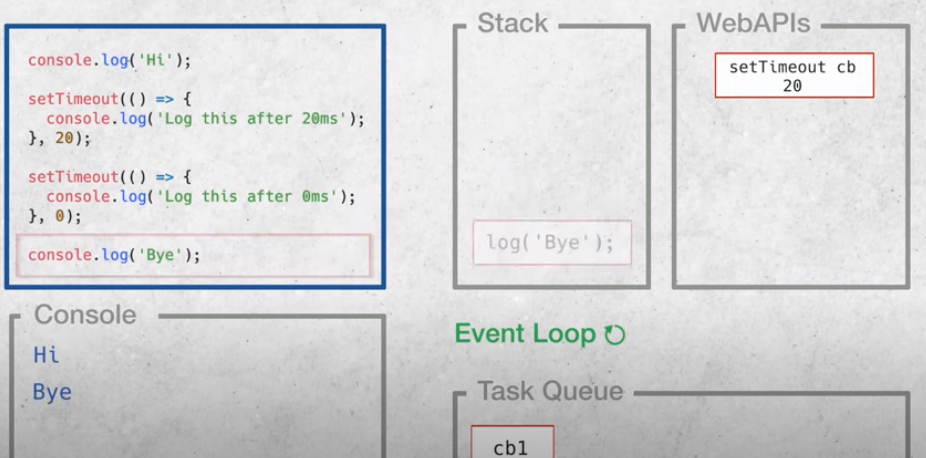 console.log('Hi');
setTimeout(() => {
  console.log('Log this after 20ms');
}, 20);
setTimeout(() => {
  console.log('Log this after 0ms');
}, 0);
console.log('Bye');
Stack
log('Bye');
WebAPIs
setTimeout cb
20
Console
Hi
Bye
Event Loop
Task Queue
cb1